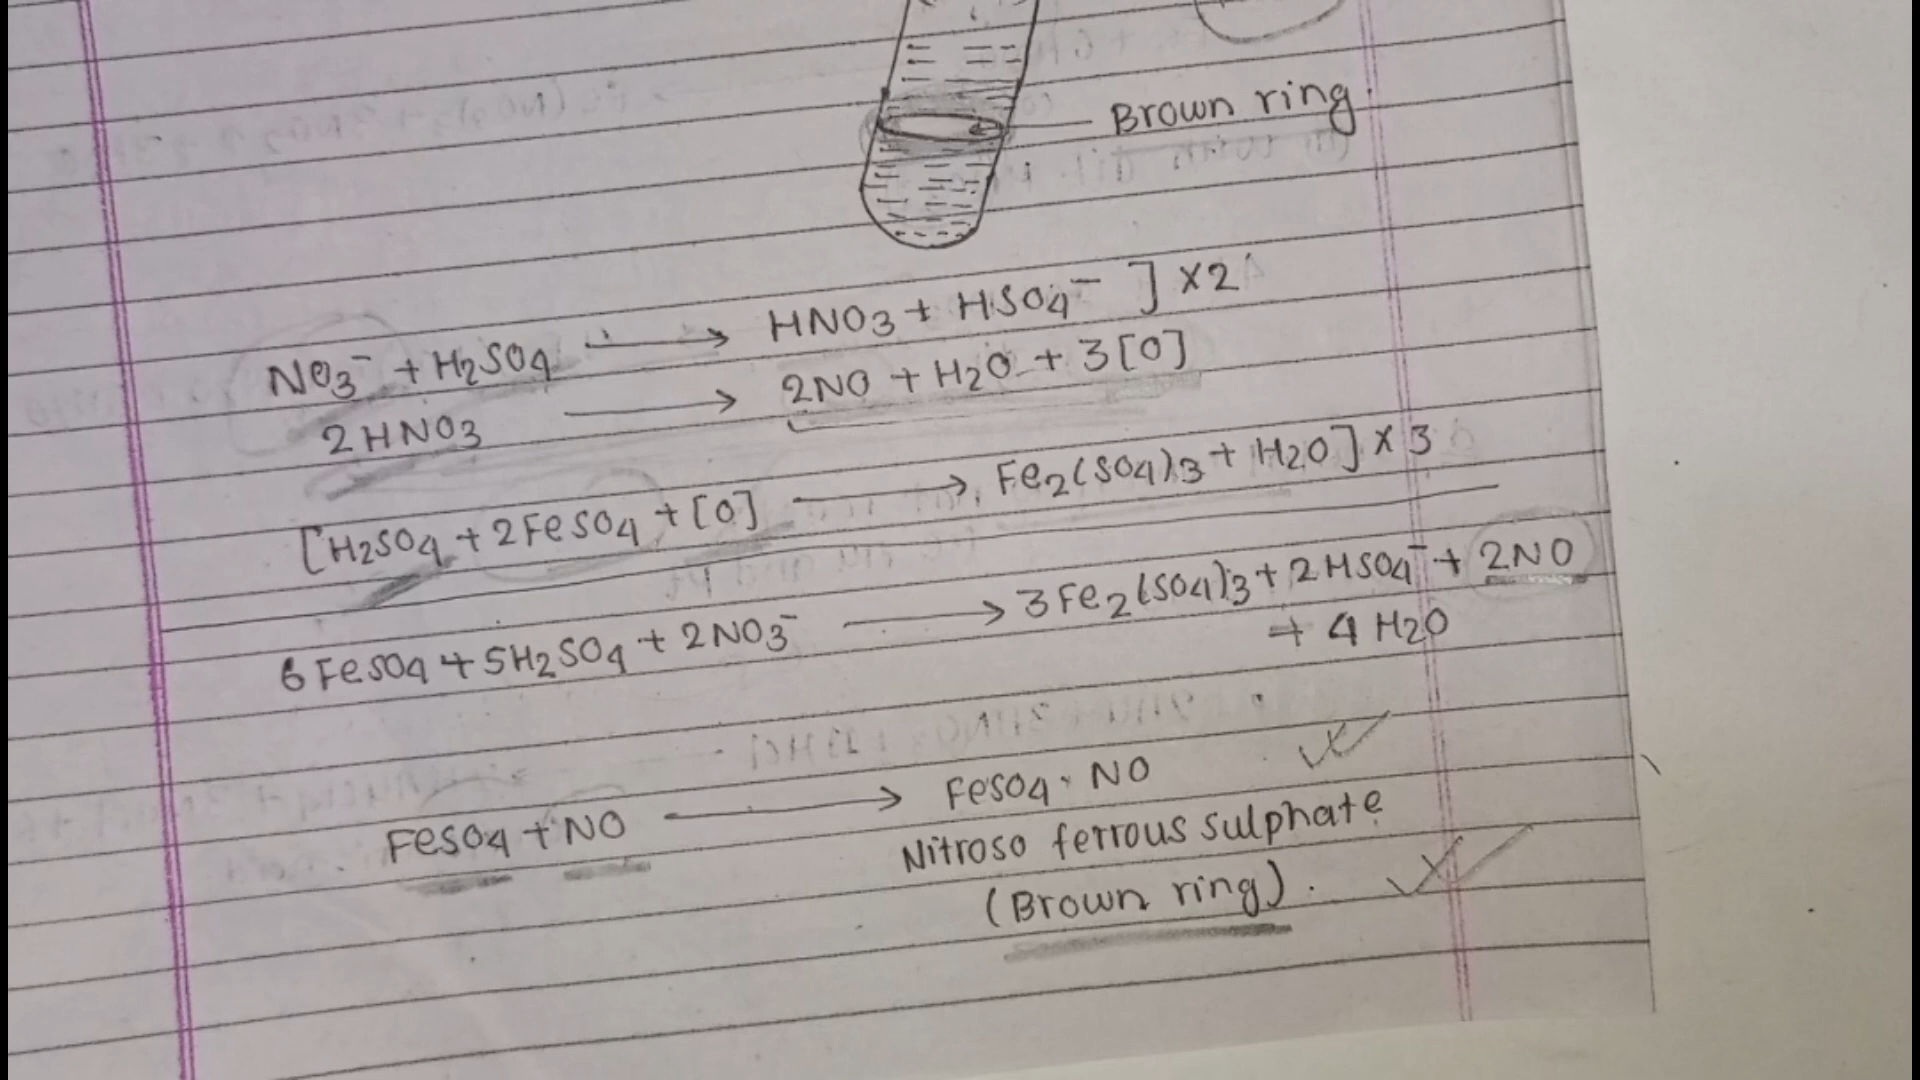 Brown ring.
NO3⁻ + H2SO4 ⟶ HNO3 + HSO4⁻ ] ×2
2HNO3 ⟶ 2NO + H2O + 3[O]
[H2SO4 + 2FeSO4 + [O] ⟶ Fe2(SO4)3 + H2O] × 3
6FeSO4 + 5H2SO4 + 2NO3⁻ ⟶ 3Fe2(SO4)3 + 2HSO4⁻ + 2NO
+ 4H2O
FeSO4 + NO ⟶ FeSO4·NO
Nitroso ferrous sulphate
(Brown ring).